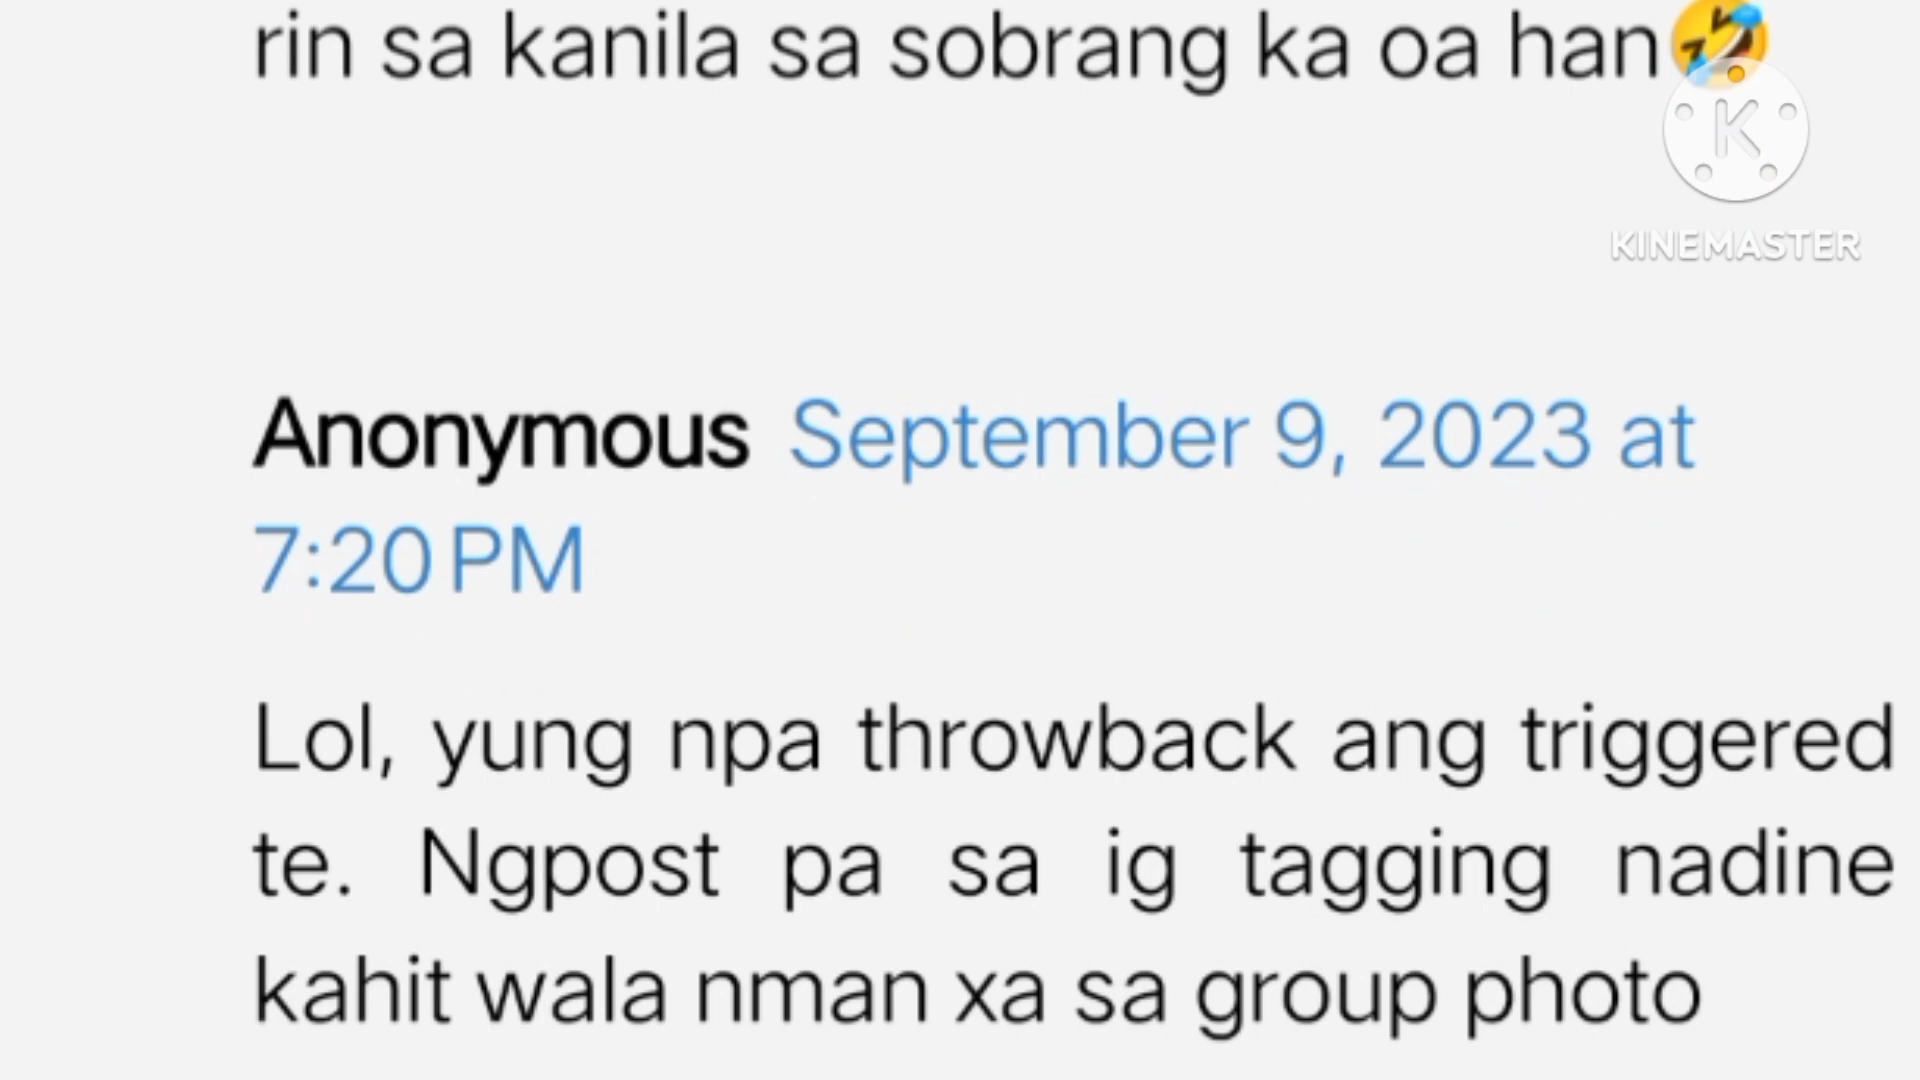 rin sa kanila sa sobrang ka oa han🤣
K
KINEMASTER
Anonymous September 9, 2023 at
7:20 PM
Lol, yung npa throwback ang triggered
te. Ngpost pa sa ig tagging nadine
kahit wala nman xa sa group photo